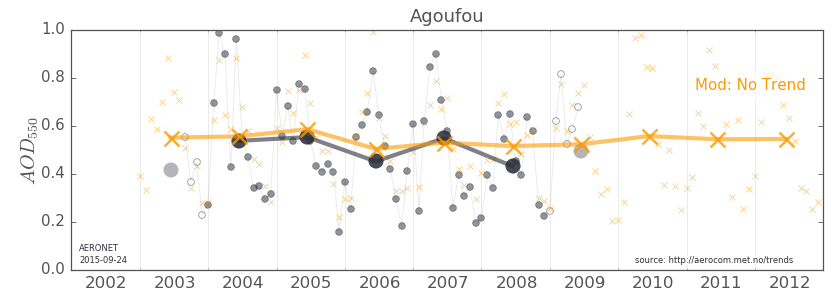 Agoufou
1.0
0.8
0.6
0.4
0.2
0.0
AOD550
Mod: No Trend
AERONET
2015-09-24
source: http://aerocom.met.no/trends
2002 2003 2004 2005 2006 2007 2008 2009 2010 2011 2012